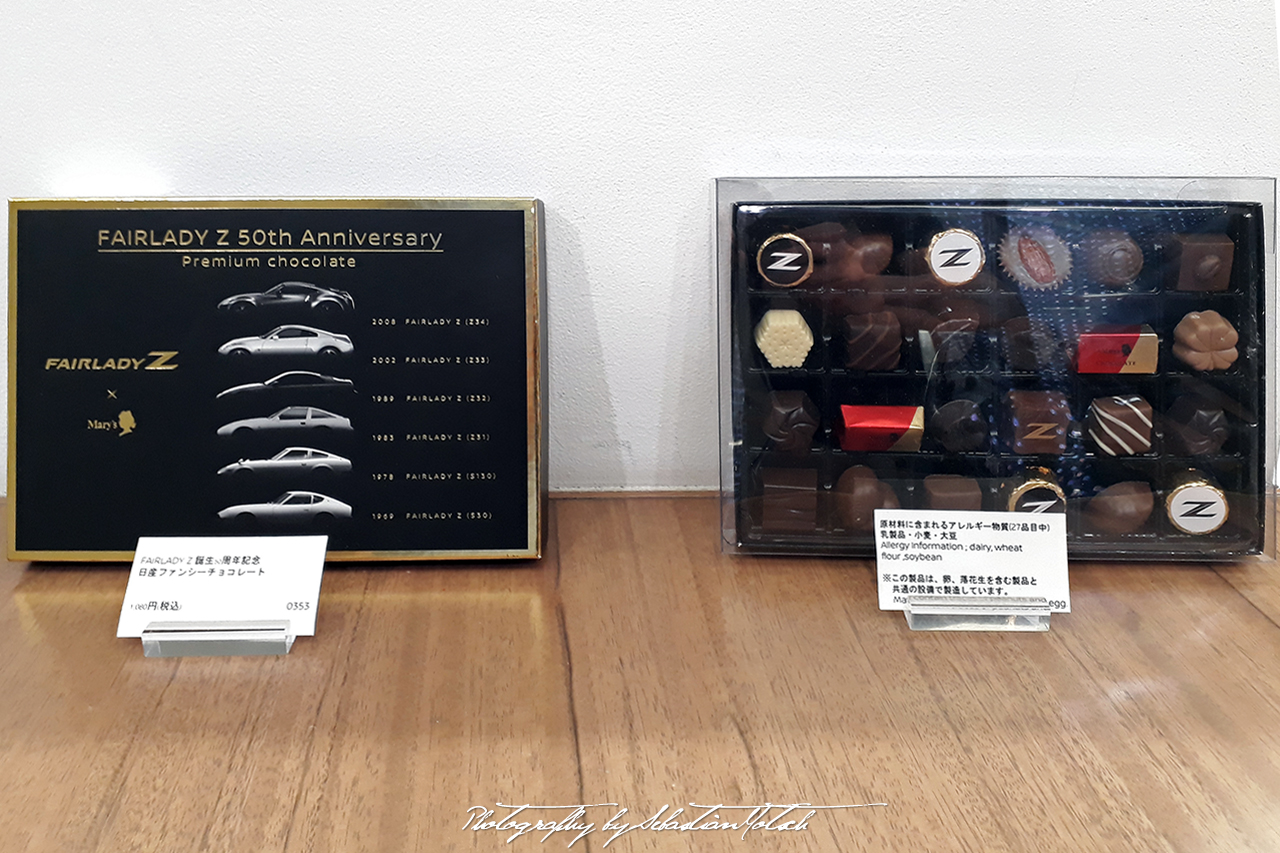 FAIRLADY Z 50th Anniversary
Premium chocolate
2008 FAIRLADY Z (Z34)
2002 FAIRLADY Z (Z33)
1989 FAIRLADY Z (Z32)
1983 FAIRLADY Z (Z31)
1978 FAIRLADY Z (S130)
1969 FAIRLADY Z (S30)
FAIRLADY Z
×
Mary's
FAIRLADY Z 誕生50周年記念
日産ファンシーチョコレート
1,080円(税込)
0353
Z
Z
Z
Z
Z
原材料に含まれるアレルギー物質(27品目中)
乳製品・小麦・大豆
Allergy Information ; dairy, wheat
flour ,soybean
※この製品は、卵、落花生を含む製品と
共通の設備で製造しています。
egg
Photography by Sebastian Motsch